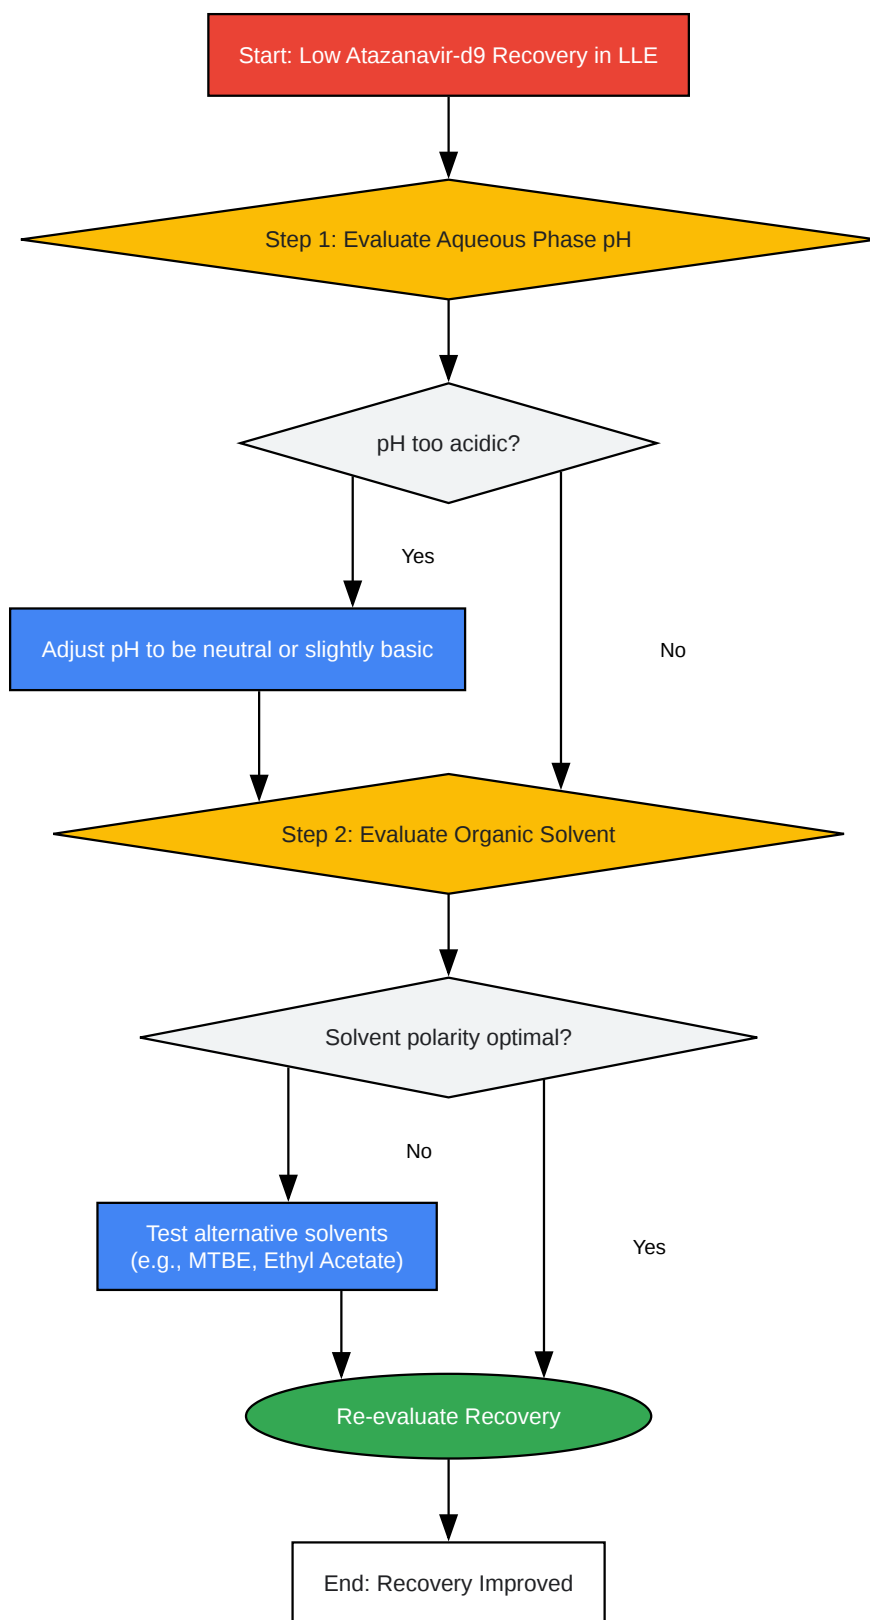 Start: Low Atazanavir-d9 Recovery in LLE
Step 1: Evaluate Aqueous Phase pH
pH too acidic?
Yes
Adjust pH to be neutral or slightly basic
No
Step 2: Evaluate Organic Solvent
Solvent polarity optimal?
No
Test alternative solvents
(e.g., MTBE, Ethyl Acetate)
Yes
Re-evaluate Recovery
End: Recovery Improved